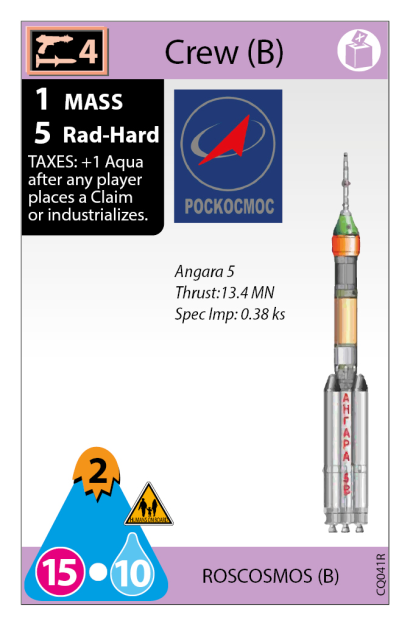 4
Crew (B)
1 MASS
5 Rad-Hard
TAXES: +1 Aqua
after any player
places a Claim
or industrializes.
РОСКОСМОС
Angara 5
Thrust:13.4 MN
Spec Imp: 0.38 ks
АНГАРА
2
15
10
ROSCOSMOS (B)
CQ041R